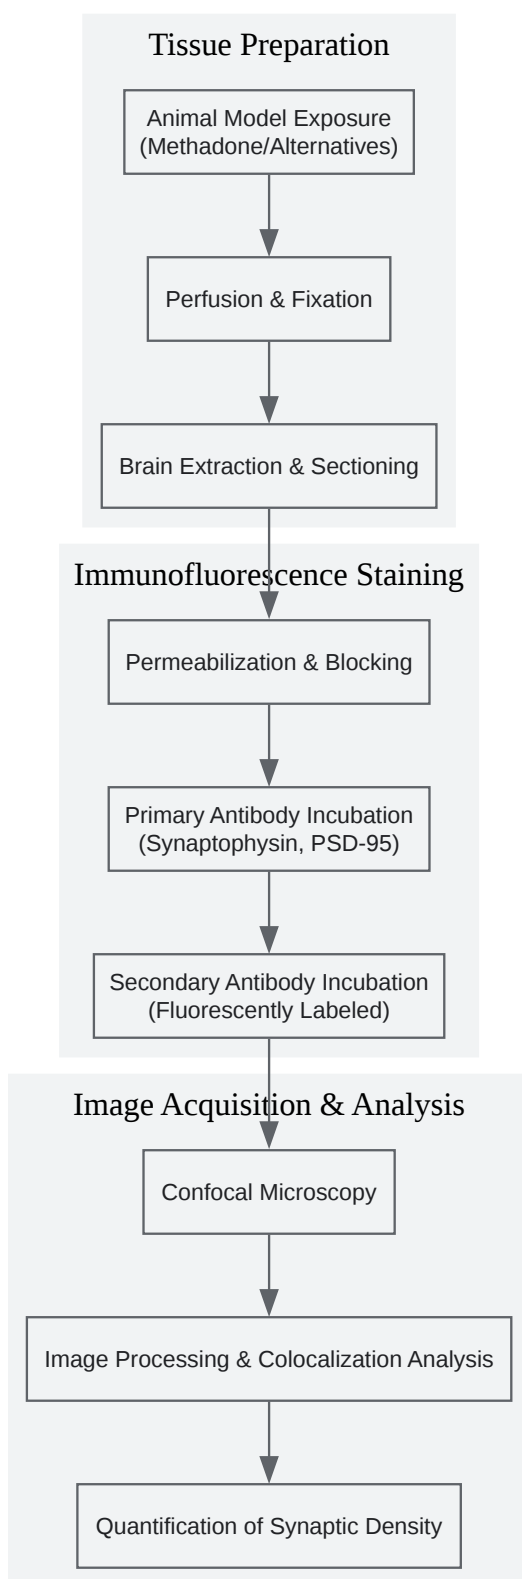 Tissue Preparation
Animal Model Exposure
(Methadone/Alternatives)
Perfusion & Fixation
Brain Extraction & Sectioning
Immunofluorescence Staining
Permeabilization & Blocking
Primary Antibody Incubation
(Synaptophysin, PSD-95)
Secondary Antibody Incubation
(Fluorescently Labeled)
Image Acquisition & Analysis
Confocal Microscopy
Image Processing & Colocalization Analysis
Quantification of Synaptic Density